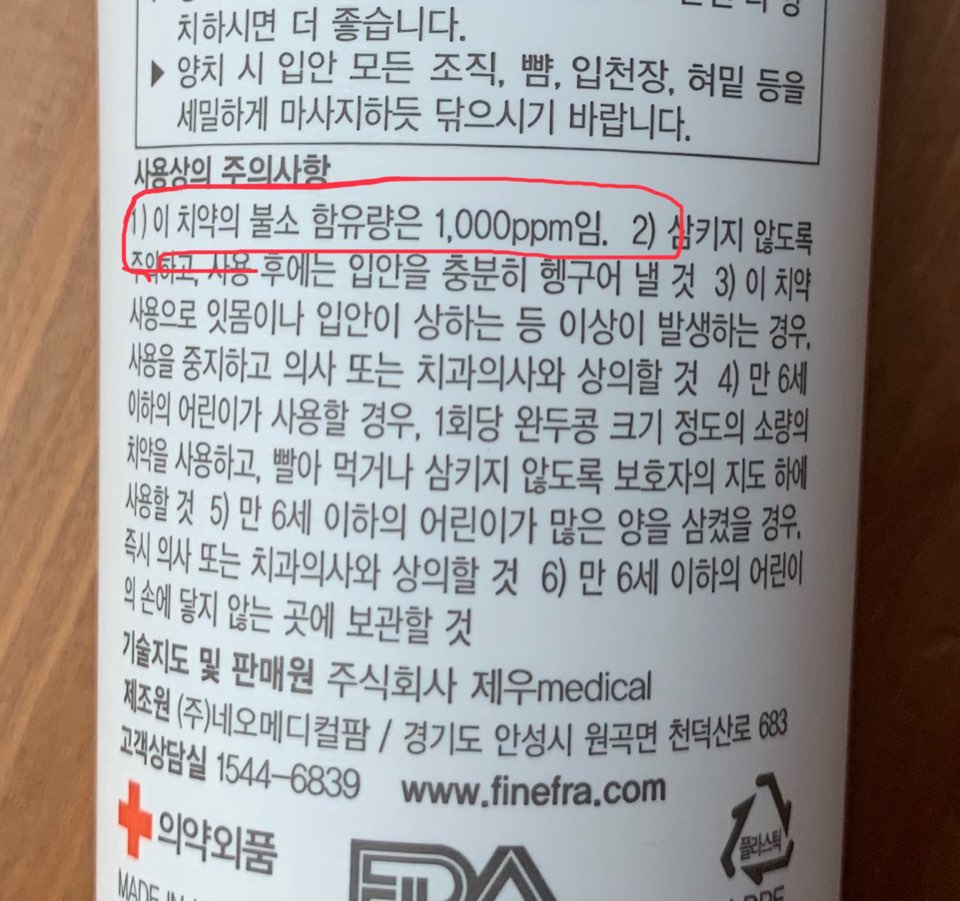 치하시면 더 좋습니다.
▶ 양치 시 입안 모든 조직, 뺨, 입천장, 혀밑 등을
세밀하게 마사지하듯 닦으시기 바랍니다.
사용상의 주의사항
1) 이 치약의 불소 함유량은 1,000ppm임. 2) 삼키지 않도록
주의하고, 사용 후에는 입안을 충분히 헹구어 낼 것 3) 이 치약
사용으로 잇몸이나 입안이 상하는 등 이상이 발생하는 경우,
사용을 중지하고 의사 또는 치과의사와 상의할 것 4) 만 6세
이하의 어린이가 사용할 경우, 1회당 완두콩 크기 정도의 소량의
치약을 사용하고, 빨아 먹거나 삼키지 않도록 보호자의 지도 하에
사용할 것 5) 만 6세 이하의 어린이가 많은 양을 삼켰을 경우,
즉시 의사 또는 치과의사와 상의할 것 6) 만 6세 이하의 어린이
의 손에 닿지 않는 곳에 보관할 것
기술지도 및 판매원 주식회사 제우medical
제조원 (주)네오메디컬팜 / 경기도 안성시 원곡면 천덕산로 683
고객상담실 1544-6839 www.finefra.com
의약외품
플라스틱
MADE IN